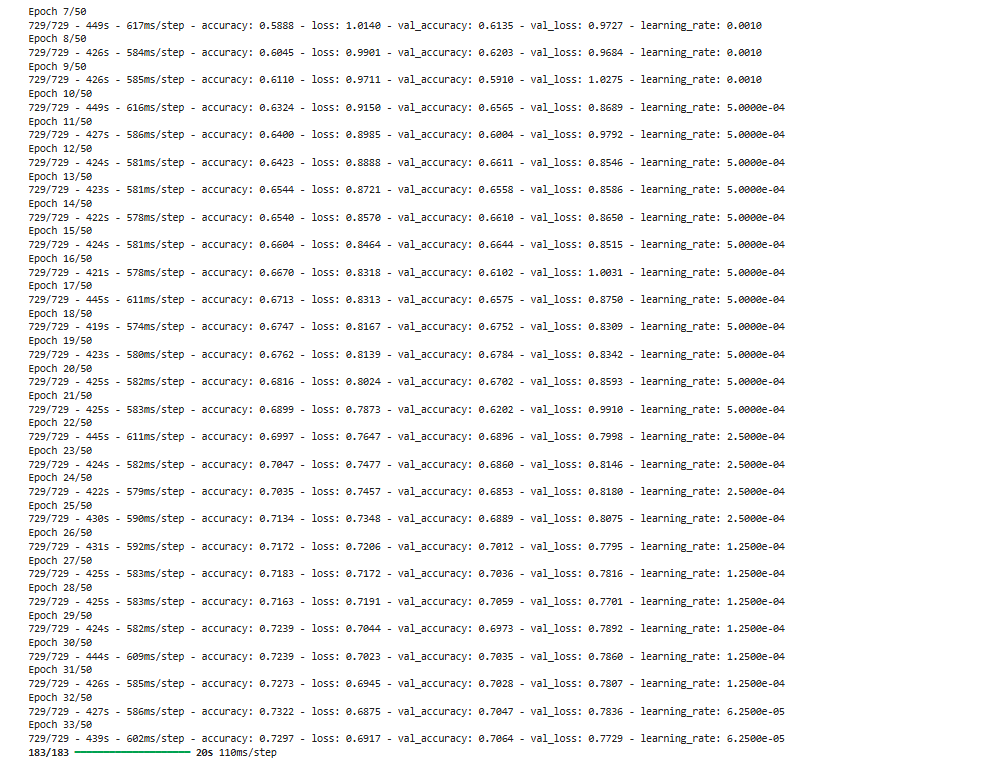 Epoch 7/50
729/729 - 449s - 617ms/step - accuracy: 0.5888 - loss: 1.0140 - val_accuracy: 0.6135 - val_loss: 0.9727 - learning_rate: 0.0010
Epoch 8/50
729/729 - 426s - 584ms/step - accuracy: 0.6045 - loss: 0.9901 - val_accuracy: 0.6203 - val_loss: 0.9684 - learning_rate: 0.0010
Epoch 9/50
729/729 - 426s - 585ms/step - accuracy: 0.6110 - loss: 0.9711 - val_accuracy: 0.5910 - val_loss: 1.0275 - learning_rate: 0.0010
Epoch 10/50
729/729 - 449s - 616ms/step - accuracy: 0.6324 - loss: 0.9150 - val_accuracy: 0.6565 - val_loss: 0.8689 - learning_rate: 5.0000e-04
Epoch 11/50
729/729 - 427s - 586ms/step - accuracy: 0.6400 - loss: 0.8985 - val_accuracy: 0.6004 - val_loss: 0.9792 - learning_rate: 5.0000e-04
Epoch 12/50
729/729 - 424s - 581ms/step - accuracy: 0.6423 - loss: 0.8888 - val_accuracy: 0.6611 - val_loss: 0.8546 - learning_rate: 5.0000e-04
Epoch 13/50
729/729 - 423s - 581ms/step - accuracy: 0.6544 - loss: 0.8721 - val_accuracy: 0.6558 - val_loss: 0.8586 - learning_rate: 5.0000e-04
Epoch 14/50
729/729 - 422s - 578ms/step - accuracy: 0.6540 - loss: 0.8570 - val_accuracy: 0.6610 - val_loss: 0.8650 - learning_rate: 5.0000e-04
Epoch 15/50
729/729 - 424s - 581ms/step - accuracy: 0.6604 - loss: 0.8464 - val_accuracy: 0.6644 - val_loss: 0.8515 - learning_rate: 5.0000e-04
Epoch 16/50
729/729 - 421s - 578ms/step - accuracy: 0.6670 - loss: 0.8318 - val_accuracy: 0.6102 - val_loss: 1.0031 - learning_rate: 5.0000e-04
Epoch 17/50
729/729 - 445s - 611ms/step - accuracy: 0.6713 - loss: 0.8313 - val_accuracy: 0.6575 - val_loss: 0.8750 - learning_rate: 5.0000e-04
Epoch 18/50
729/729 - 419s - 574ms/step - accuracy: 0.6747 - loss: 0.8167 - val_accuracy: 0.6752 - val_loss: 0.8309 - learning_rate: 5.0000e-04
Epoch 19/50
729/729 - 423s - 580ms/step - accuracy: 0.6762 - loss: 0.8139 - val_accuracy: 0.6784 - val_loss: 0.8342 - learning_rate: 5.0000e-04
Epoch 20/50
729/729 - 425s - 582ms/step - accuracy: 0.6816 - loss: 0.8024 - val_accuracy: 0.6702 - val_loss: 0.8593 - learning_rate: 5.0000e-04
Epoch 21/50
729/729 - 425s - 583ms/step - accuracy: 0.6899 - loss: 0.7873 - val_accuracy: 0.6202 - val_loss: 0.9910 - learning_rate: 5.0000e-04
Epoch 22/50
729/729 - 445s - 611ms/step - accuracy: 0.6997 - loss: 0.7647 - val_accuracy: 0.6896 - val_loss: 0.7998 - learning_rate: 2.5000e-04
Epoch 23/50
729/729 - 424s - 582ms/step - accuracy: 0.7047 - loss: 0.7477 - val_accuracy: 0.6860 - val_loss: 0.8146 - learning_rate: 2.5000e-04
Epoch 24/50
729/729 - 422s - 579ms/step - accuracy: 0.7035 - loss: 0.7457 - val_accuracy: 0.6853 - val_loss: 0.8180 - learning_rate: 2.5000e-04
Epoch 25/50
729/729 - 430s - 590ms/step - accuracy: 0.7134 - loss: 0.7348 - val_accuracy: 0.6889 - val_loss: 0.8075 - learning_rate: 2.5000e-04
Epoch 26/50
729/729 - 431s - 592ms/step - accuracy: 0.7172 - loss: 0.7206 - val_accuracy: 0.7012 - val_loss: 0.7795 - learning_rate: 1.2500e-04
Epoch 27/50
729/729 - 425s - 583ms/step - accuracy: 0.7183 - loss: 0.7172 - val_accuracy: 0.7036 - val_loss: 0.7816 - learning_rate: 1.2500e-04
Epoch 28/50
729/729 - 425s - 583ms/step - accuracy: 0.7163 - loss: 0.7191 - val_accuracy: 0.7059 - val_loss: 0.7701 - learning_rate: 1.2500e-04
Epoch 29/50
729/729 - 424s - 582ms/step - accuracy: 0.7239 - loss: 0.7044 - val_accuracy: 0.6973 - val_loss: 0.7892 - learning_rate: 1.2500e-04
Epoch 30/50
729/729 - 444s - 609ms/step - accuracy: 0.7239 - loss: 0.7023 - val_accuracy: 0.7035 - val_loss: 0.7860 - learning_rate: 1.2500e-04
Epoch 31/50
729/729 - 426s - 585ms/step - accuracy: 0.7273 - loss: 0.6945 - val_accuracy: 0.7028 - val_loss: 0.7807 - learning_rate: 1.2500e-04
Epoch 32/50
729/729 - 427s - 586ms/step - accuracy: 0.7322 - loss: 0.6875 - val_accuracy: 0.7047 - val_loss: 0.7836 - learning_rate: 6.2500e-05
Epoch 33/50
729/729 - 439s - 602ms/step - accuracy: 0.7297 - loss: 0.6917 - val_accuracy: 0.7064 - val_loss: 0.7729 - learning_rate: 6.2500e-05
183/183 ━━━━━━━━━━━━━━━━━━━━ 20s 110ms/step